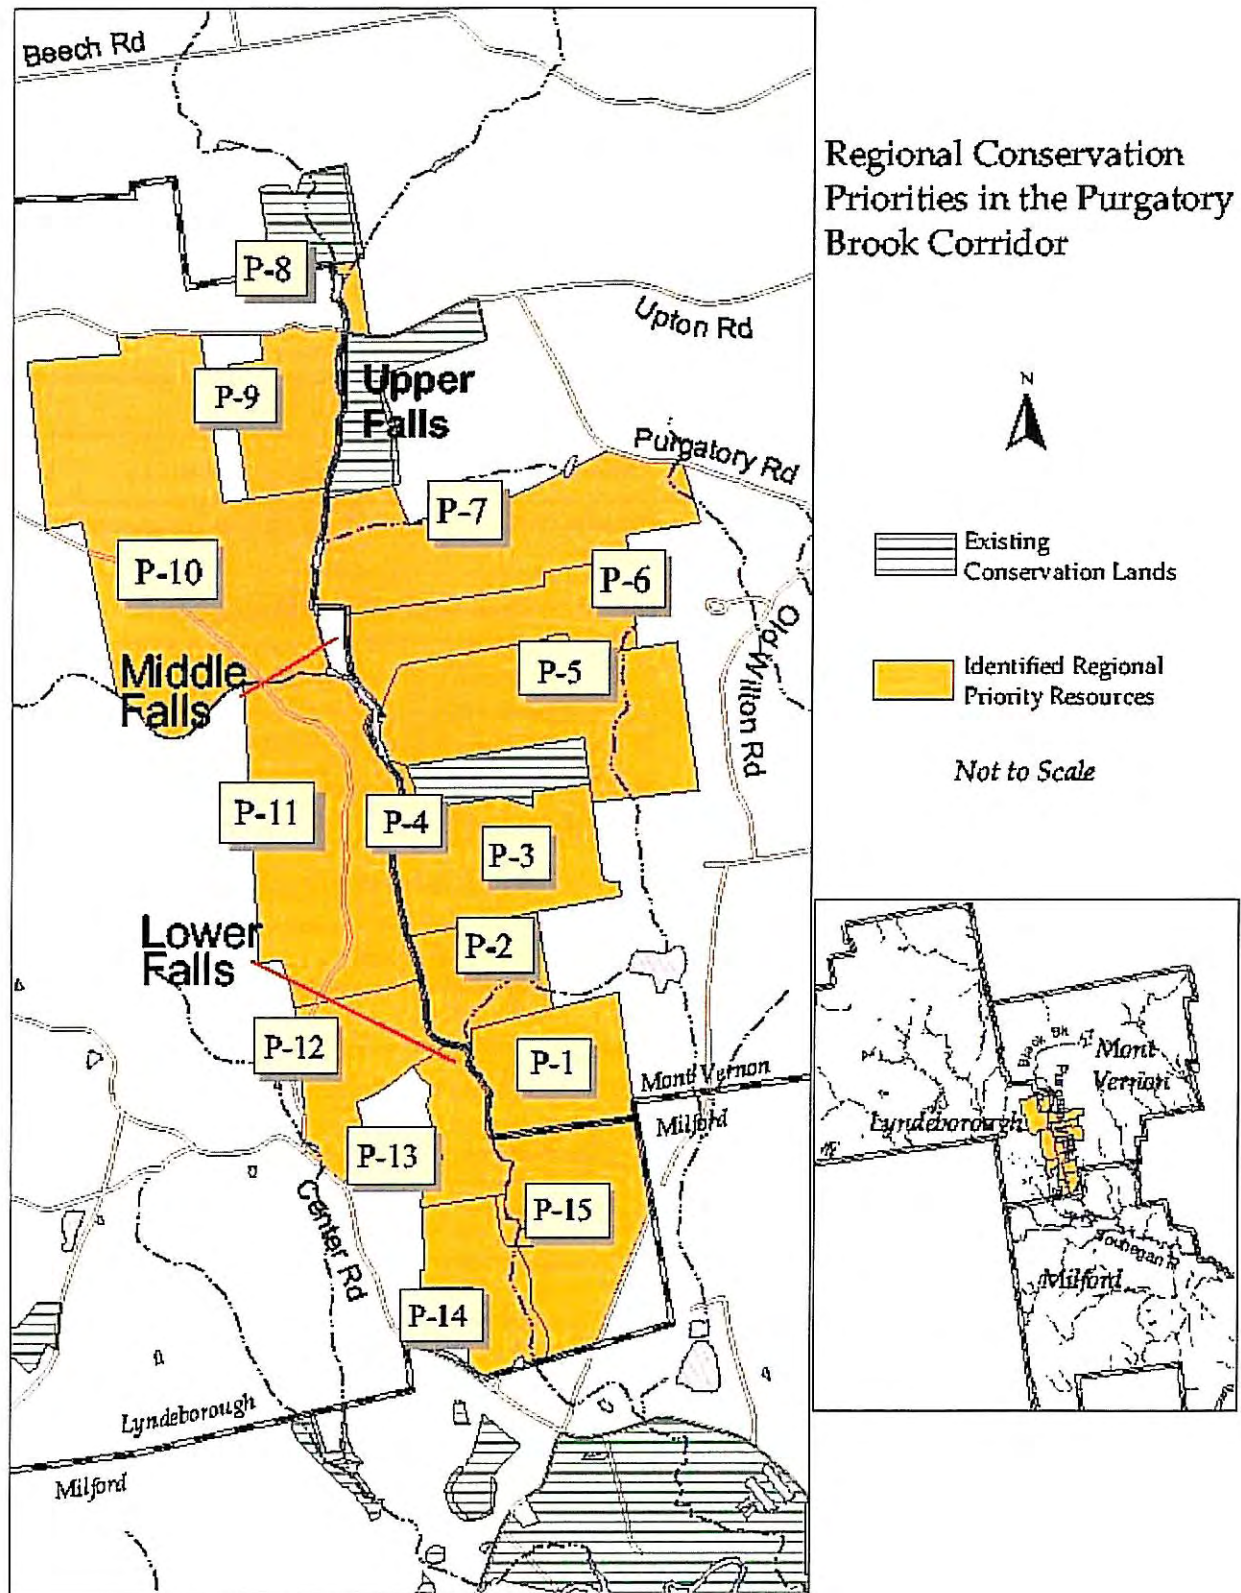 Beech Rd
Regional Conservation
Priorities in the Purgatory
Brook Corridor
P-8
Upton Rd
N
P-9
Upper
Falls
Purgatory Rd
P-7
Existing
Conservation Lands
P-10
P-6
Old Wilton Rd
Middle
Falls
P-5
Identified Regional
Priority Resources
Not to Scale
P-11
P-4
P-3
Lower
Falls
P-2
P-12
P-1
Mont Vernon
Milford
P-13
P-15
Center Rd
P-14
Lyndeborough
Milford
Mont
Vernon
Lyndeborough
Milford